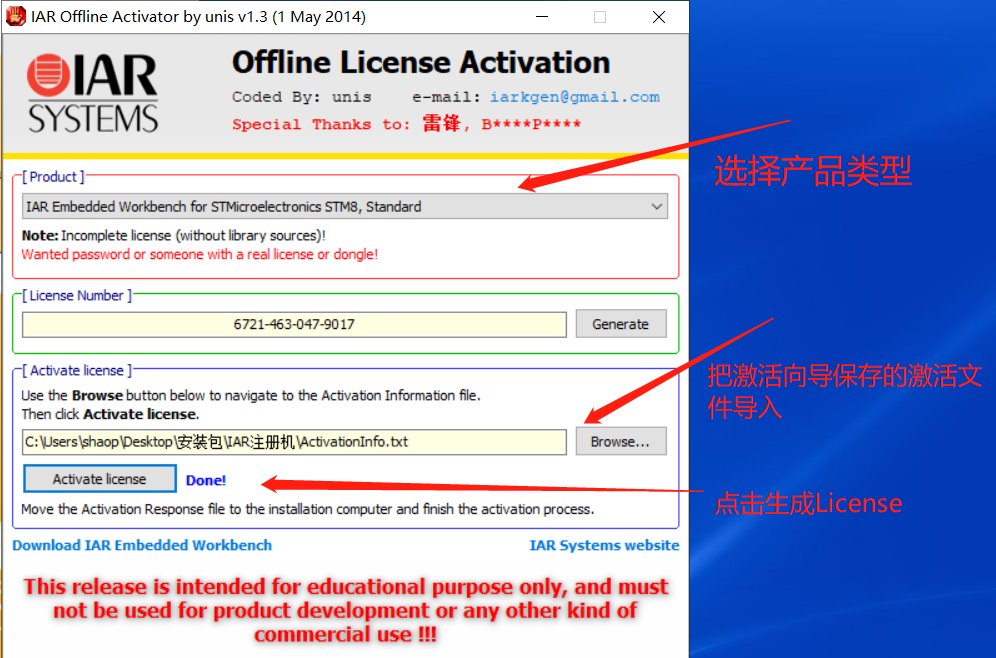 IAR Offline Activator by unis v1.3 (1 May 2014)
IAR
SYSTEMS
Offline License Activation
Coded By: unis e-mail: iarkgen@gmail.com
Special Thanks to: 雷锋, B****P****
选择产品类型
[ Product ]
IAR Embedded Workbench for STMicroelectronics STM8, Standard
Note: Incomplete license (without library sources)!
Wanted password or someone with a real license or dongle!
[ License Number ]
6721-463-047-9017
Generate
[ Activate license ]
Use the Browse button below to navigate to the Activation Information file.
Then click Activate license.
把激活向导保存的激活文
件导入
C:\Users\shaop\Desktop\安装包\IAR注册机\ActivationInfo.txt
Browse...
Activate license
Done!
点击生成License
Move the Activation Response file to the installation computer and finish the activation process.
Download IAR Embedded Workbench
IAR Systems website
This release is intended for educational purpose only, and must
not be used for product development or any other kind of
commercial use !!!